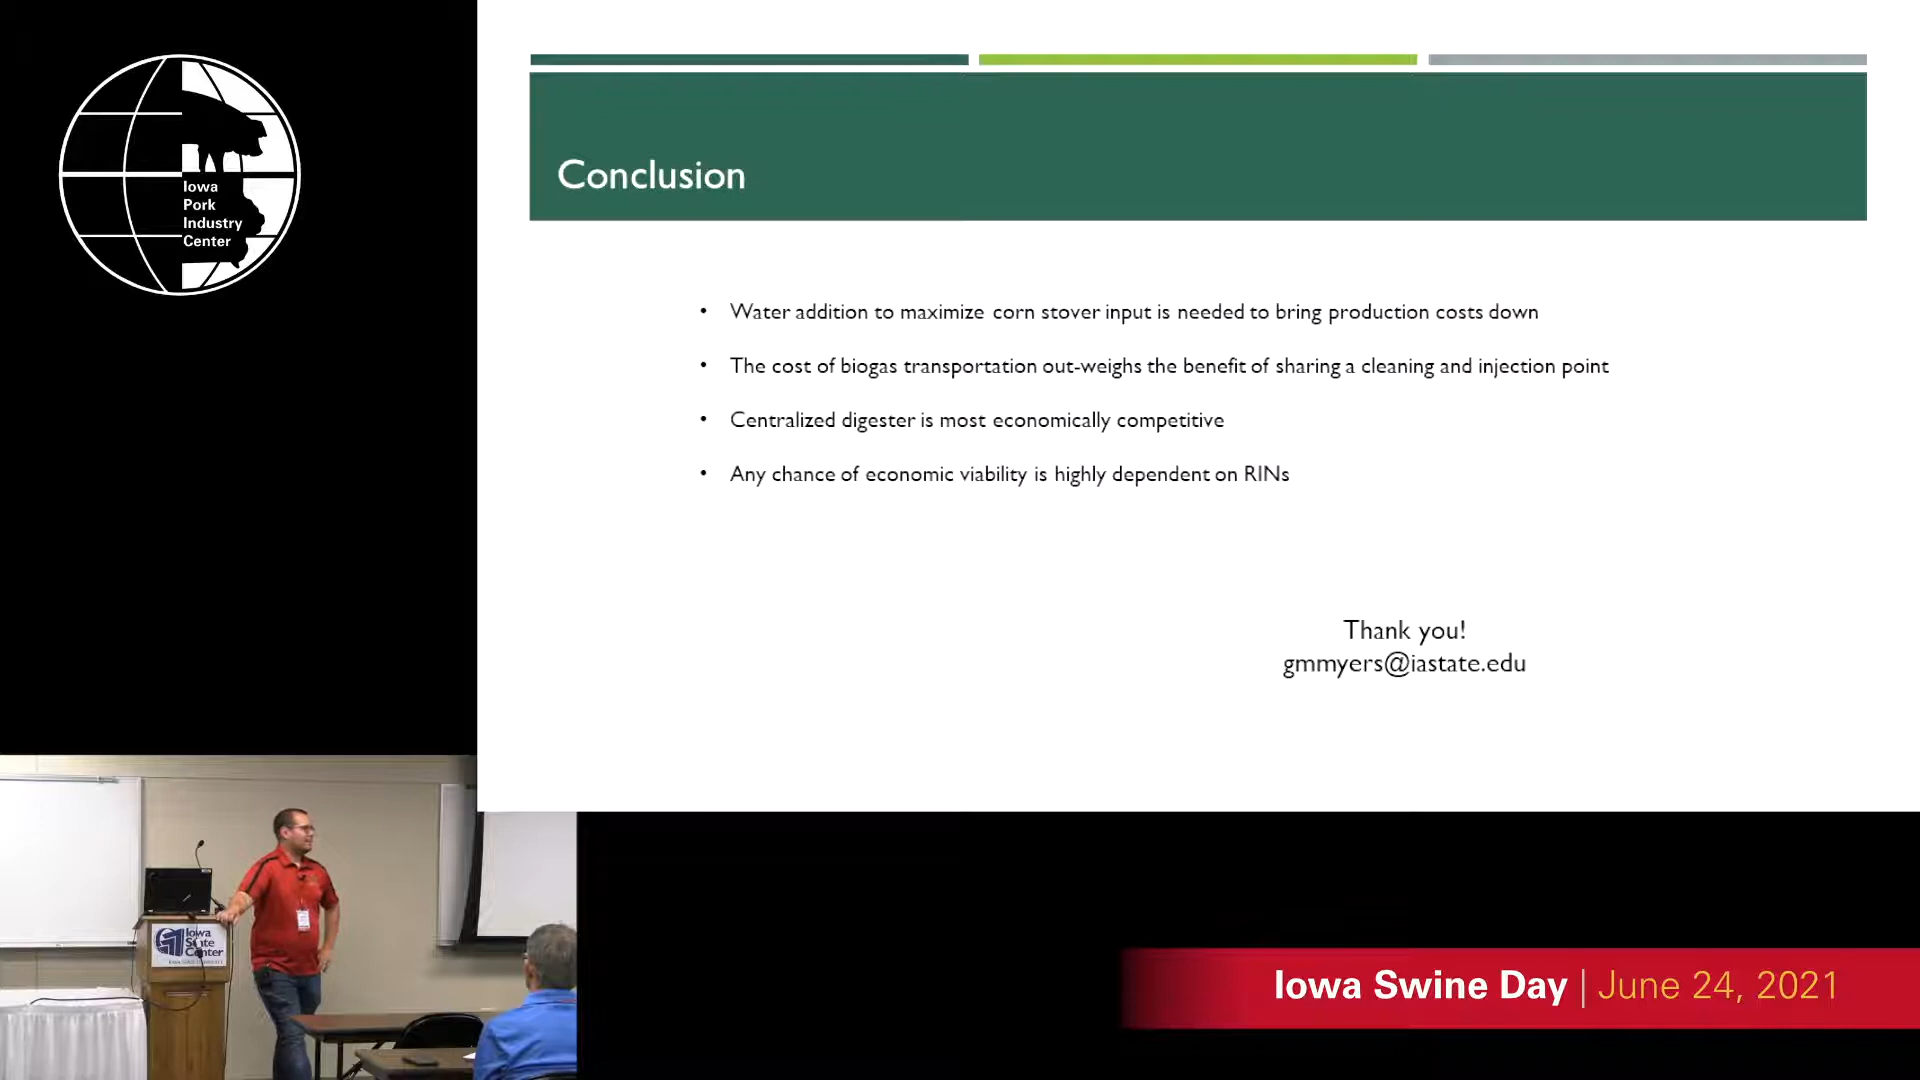 Iowa
Pork
Industry
Center
Conclusion
• Water addition to maximize corn stover input is needed to bring production costs down
• The cost of biogas transportation out-weighs the benefit of sharing a cleaning and injection point
• Centralized digester is most economically competitive
• Any chance of economic viability is highly dependent on RINs
Thank you!
gmmyers@iastate.edu
Iowa
State
Center
Iowa Swine Day | June 24, 2021